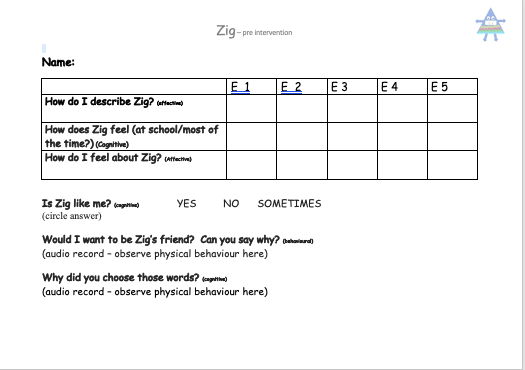 Zig – pre intervention
Name:
E 1 E 2 E 3 E 4 E 5
How do I describe Zig? (affective)
How does Zig feel (at school/most of
the time?) (Cognitive)
How do I feel about Zig? (Affective)
Is Zig like me? (cognitive) YES NO SOMETIMES
(circle answer)
Would I want to be Zig's friend? Can you say why? (behavioural)
(audio record – observe physical behaviour here)
Why did you choose those words? (cognitive)
(audio record – observe physical behaviour here)